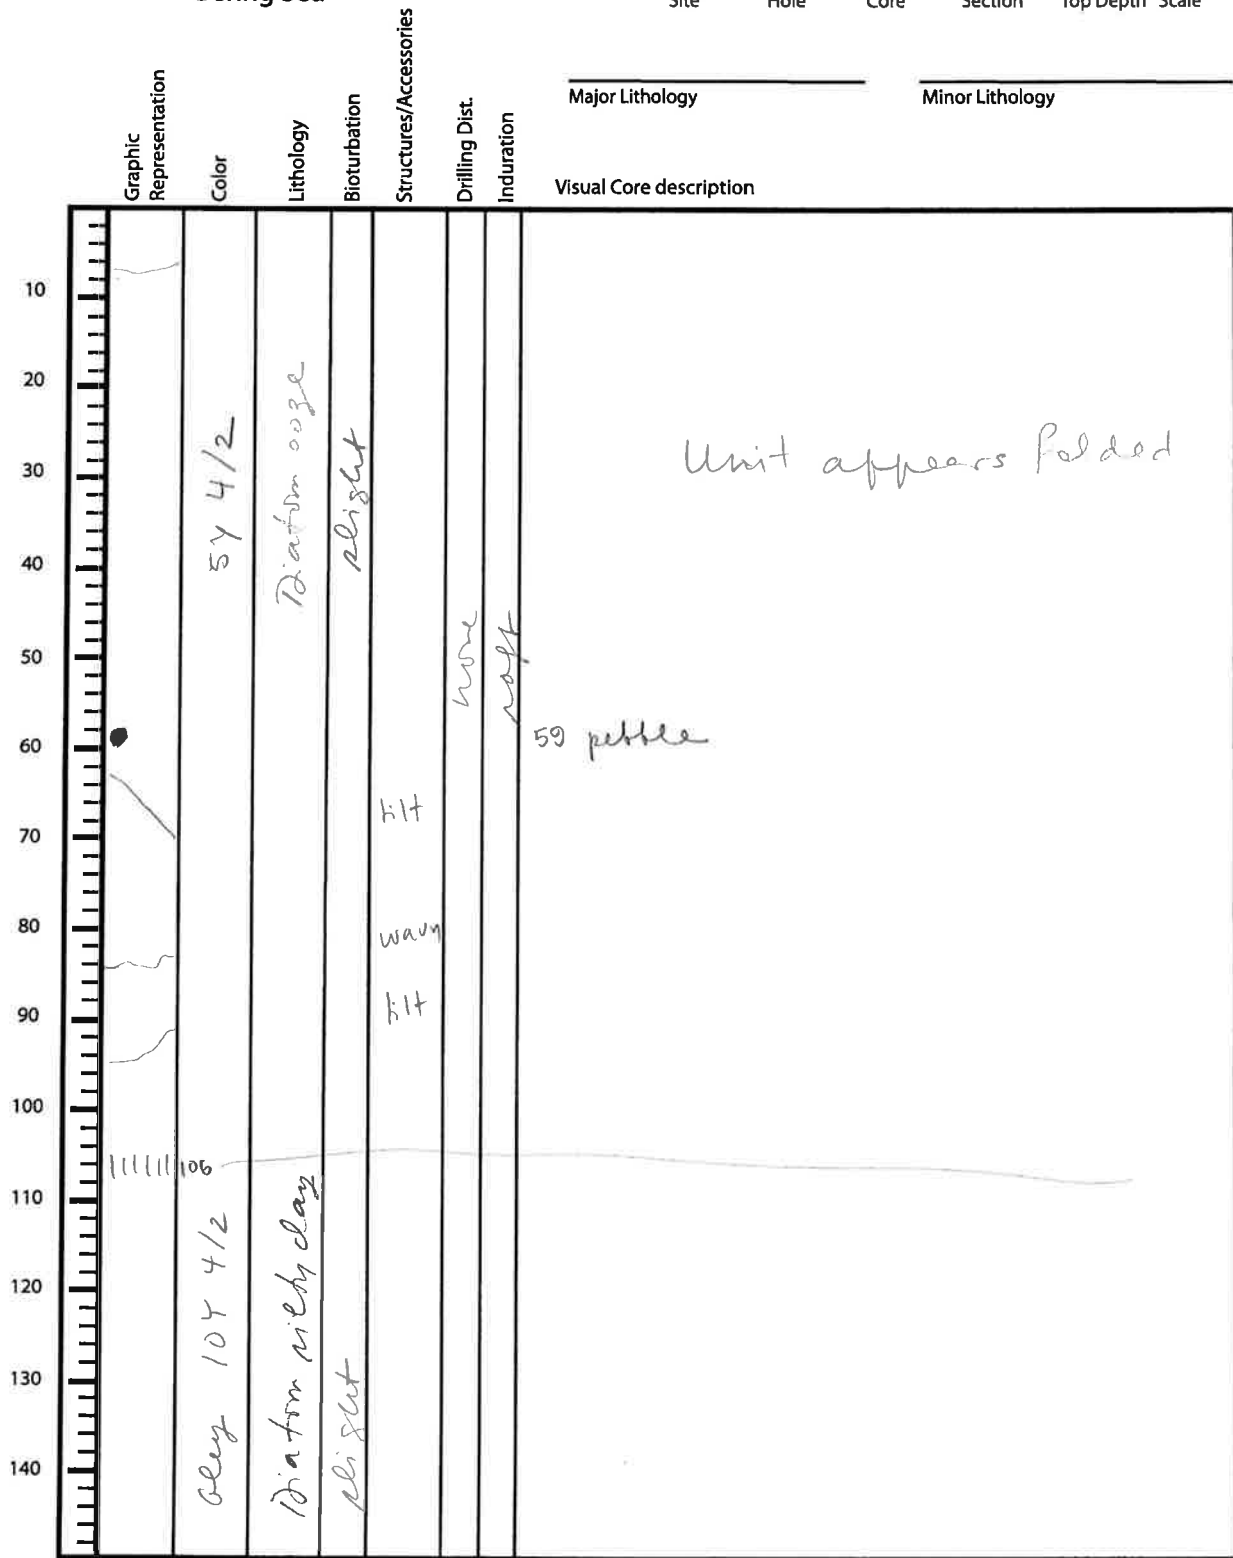 Bering Sea
Site Hole Core Section Top Depth Scale
Major Lithology Minor Lithology
Graphic Representation
Color
Lithology
Bioturbation
Structures/Accessories
Drilling Dist.
Induration
Visual Core description
10
20
30
40
50
60
70
80
90
100
110
120
130
140
5Y 4/2
Diatom ooze
slight
Unit appears folded
none
soft
59 pebble
tilt
wavy
tilt
106
Gley 10Y 4/2
Diatom silty clay
slight